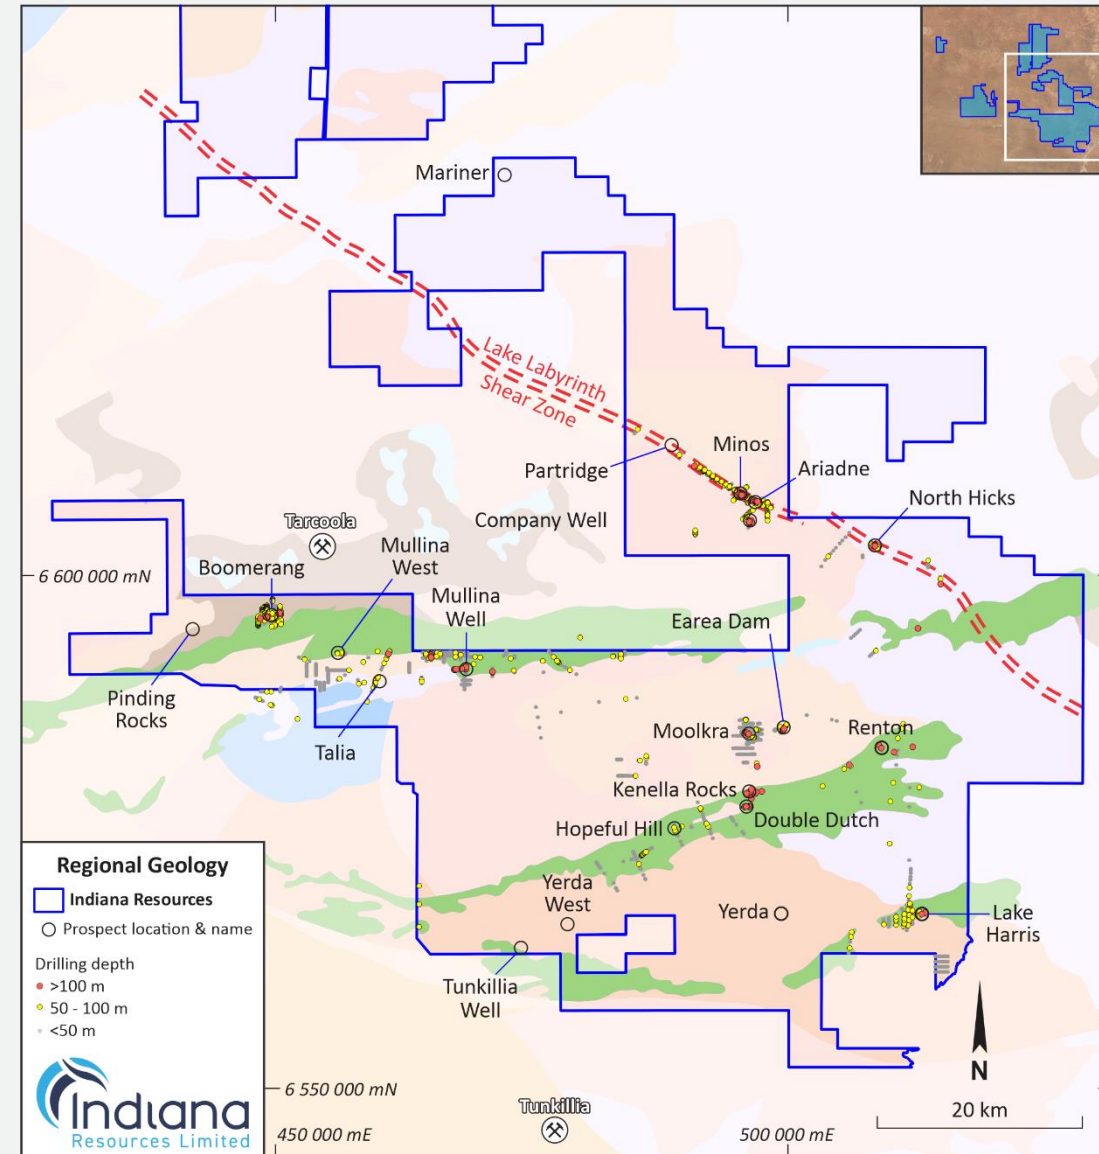 Mariner
Lake Labyrinth
Shear Zone
Minos
Partridge
Ariadne
North Hicks
Company Well
Tarcoola
Mullina
West
Boomerang
6 600 000 mN
Mullina
Well
Earea Dam
Pinding
Rocks
Talia
Moolkra
Renton
Kenella Rocks
Double Dutch
Hopeful Hill
Yerda
West
Yerda
Lake
Harris
Tunkillia
Well
Regional Geology
Indiana Resources
Prospect location & name
Drilling depth
>100 m
50 - 100 m
<50 m
Indiana
Resources Limited
6 550 000 mN
Tunkillia
450 000 mE
500 000 mE
N
20 km